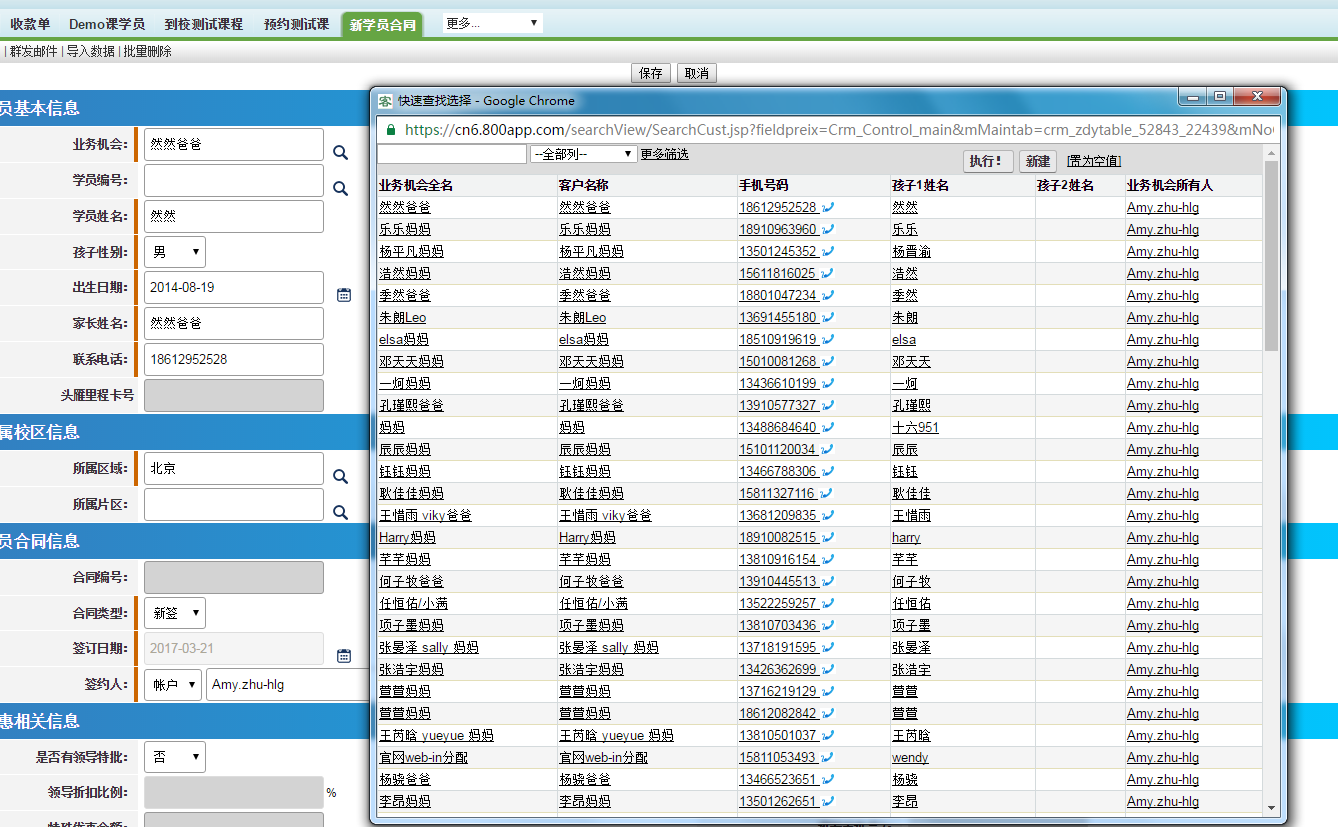 收款单 Demo课学员 到校测试课程 预约测试课 新学员合同 更多...
| 群发邮件 | 导入数据 | 批量删除
保存 取消
员基本信息
业务机会: 然然爸爸
学员编号:
学员姓名: 然然
孩子性别: 男
出生日期: 2014-08-19
家长姓名: 然然爸爸
联系电话: 18612952528
头雁里程卡号
属校区信息
所属区域: 北京
所属片区:
员合同信息
合同编号:
合同类型: 新签
签订日期: 2017-03-21
签约人: 帐户 Amy.zhu-hlg
惠相关信息
是否有领导特批: 否
领导折扣比例: %
特殊优惠金额:
快速查找选择 - Google Chrome
https://cn6.800app.com/searchView/SearchCust.jsp?fieldpreix=Crm_Control_main&mMaintab=crm_zdytable_52843_22439&mNo
--全部列-- 更多筛选 执行! 新建 [置为空值]
业务机会全名 客户名称 手机号码 孩子1姓名 孩子2姓名 业务机会所有人
然然爸爸 然然爸爸 18612952528 然然 Amy.zhu-hlg
乐乐妈妈 乐乐妈妈 18910963960 乐乐 Amy.zhu-hlg
杨平凡妈妈 杨平凡妈妈 13501245352 杨晋渝 Amy.zhu-hlg
浩然妈妈 浩然妈妈 15611816025 浩然 Amy.zhu-hlg
季然爸爸 季然爸爸 18801047234 季然 Amy.zhu-hlg
朱朗Leo 朱朗Leo 13691455180 朱朗 Amy.zhu-hlg
elsa妈妈 elsa妈妈 18510919619 elsa Amy.zhu-hlg
邓天天妈妈 邓天天妈妈 15010081268 邓天天 Amy.zhu-hlg
一炣妈妈 一炣妈妈 13436610199 一炣 Amy.zhu-hlg
孔瑾熙爸爸 孔瑾熙爸爸 13910577327 孔瑾熙 Amy.zhu-hlg
妈妈 妈妈 13488684640 十六951 Amy.zhu-hlg
辰辰妈妈 辰辰妈妈 15101120034 辰辰 Amy.zhu-hlg
钰钰妈妈 钰钰妈妈 13466788306 钰钰 Amy.zhu-hlg
耿佳佳妈妈 耿佳佳妈妈 15811327116 耿佳佳 Amy.zhu-hlg
王惜雨 viky爸爸 王惜雨 viky爸爸 13681209835 王惜雨 Amy.zhu-hlg
Harry妈妈 Harry妈妈 18910082515 harry Amy.zhu-hlg
芊芊妈妈 芊芊妈妈 13810916154 芊芊 Amy.zhu-hlg
何子牧爸爸 何子牧爸爸 13910445513 何子牧 Amy.zhu-hlg
任恒佑/小满 任恒佑/小满 13522259257 任恒佑 Amy.zhu-hlg
项子墨妈妈 项子墨妈妈 13810703436 项子墨 Amy.zhu-hlg
张晏泽 sally 妈妈 张晏泽 sally 妈妈 13718191595 张晏泽 Amy.zhu-hlg
张浩宇妈妈 张浩宇妈妈 13426362699 张浩宇 Amy.zhu-hlg
萱萱妈妈 萱萱妈妈 13716219129 萱萱 Amy.zhu-hlg
萱萱妈妈 萱萱妈妈 18612082842 萱萱 Amy.zhu-hlg
王芮晗 yueyue 妈妈 王芮晗 yueyue 妈妈 13810501037 王芮晗 Amy.zhu-hlg
官网web-in分配 官网web-in分配 15811053493 wendy Amy.zhu-hlg
杨骁爸爸 杨骁爸爸 13466523651 杨骁 Amy.zhu-hlg
李昂妈妈 李昂妈妈 13501262651 李昂 Amy.zhu-hlg